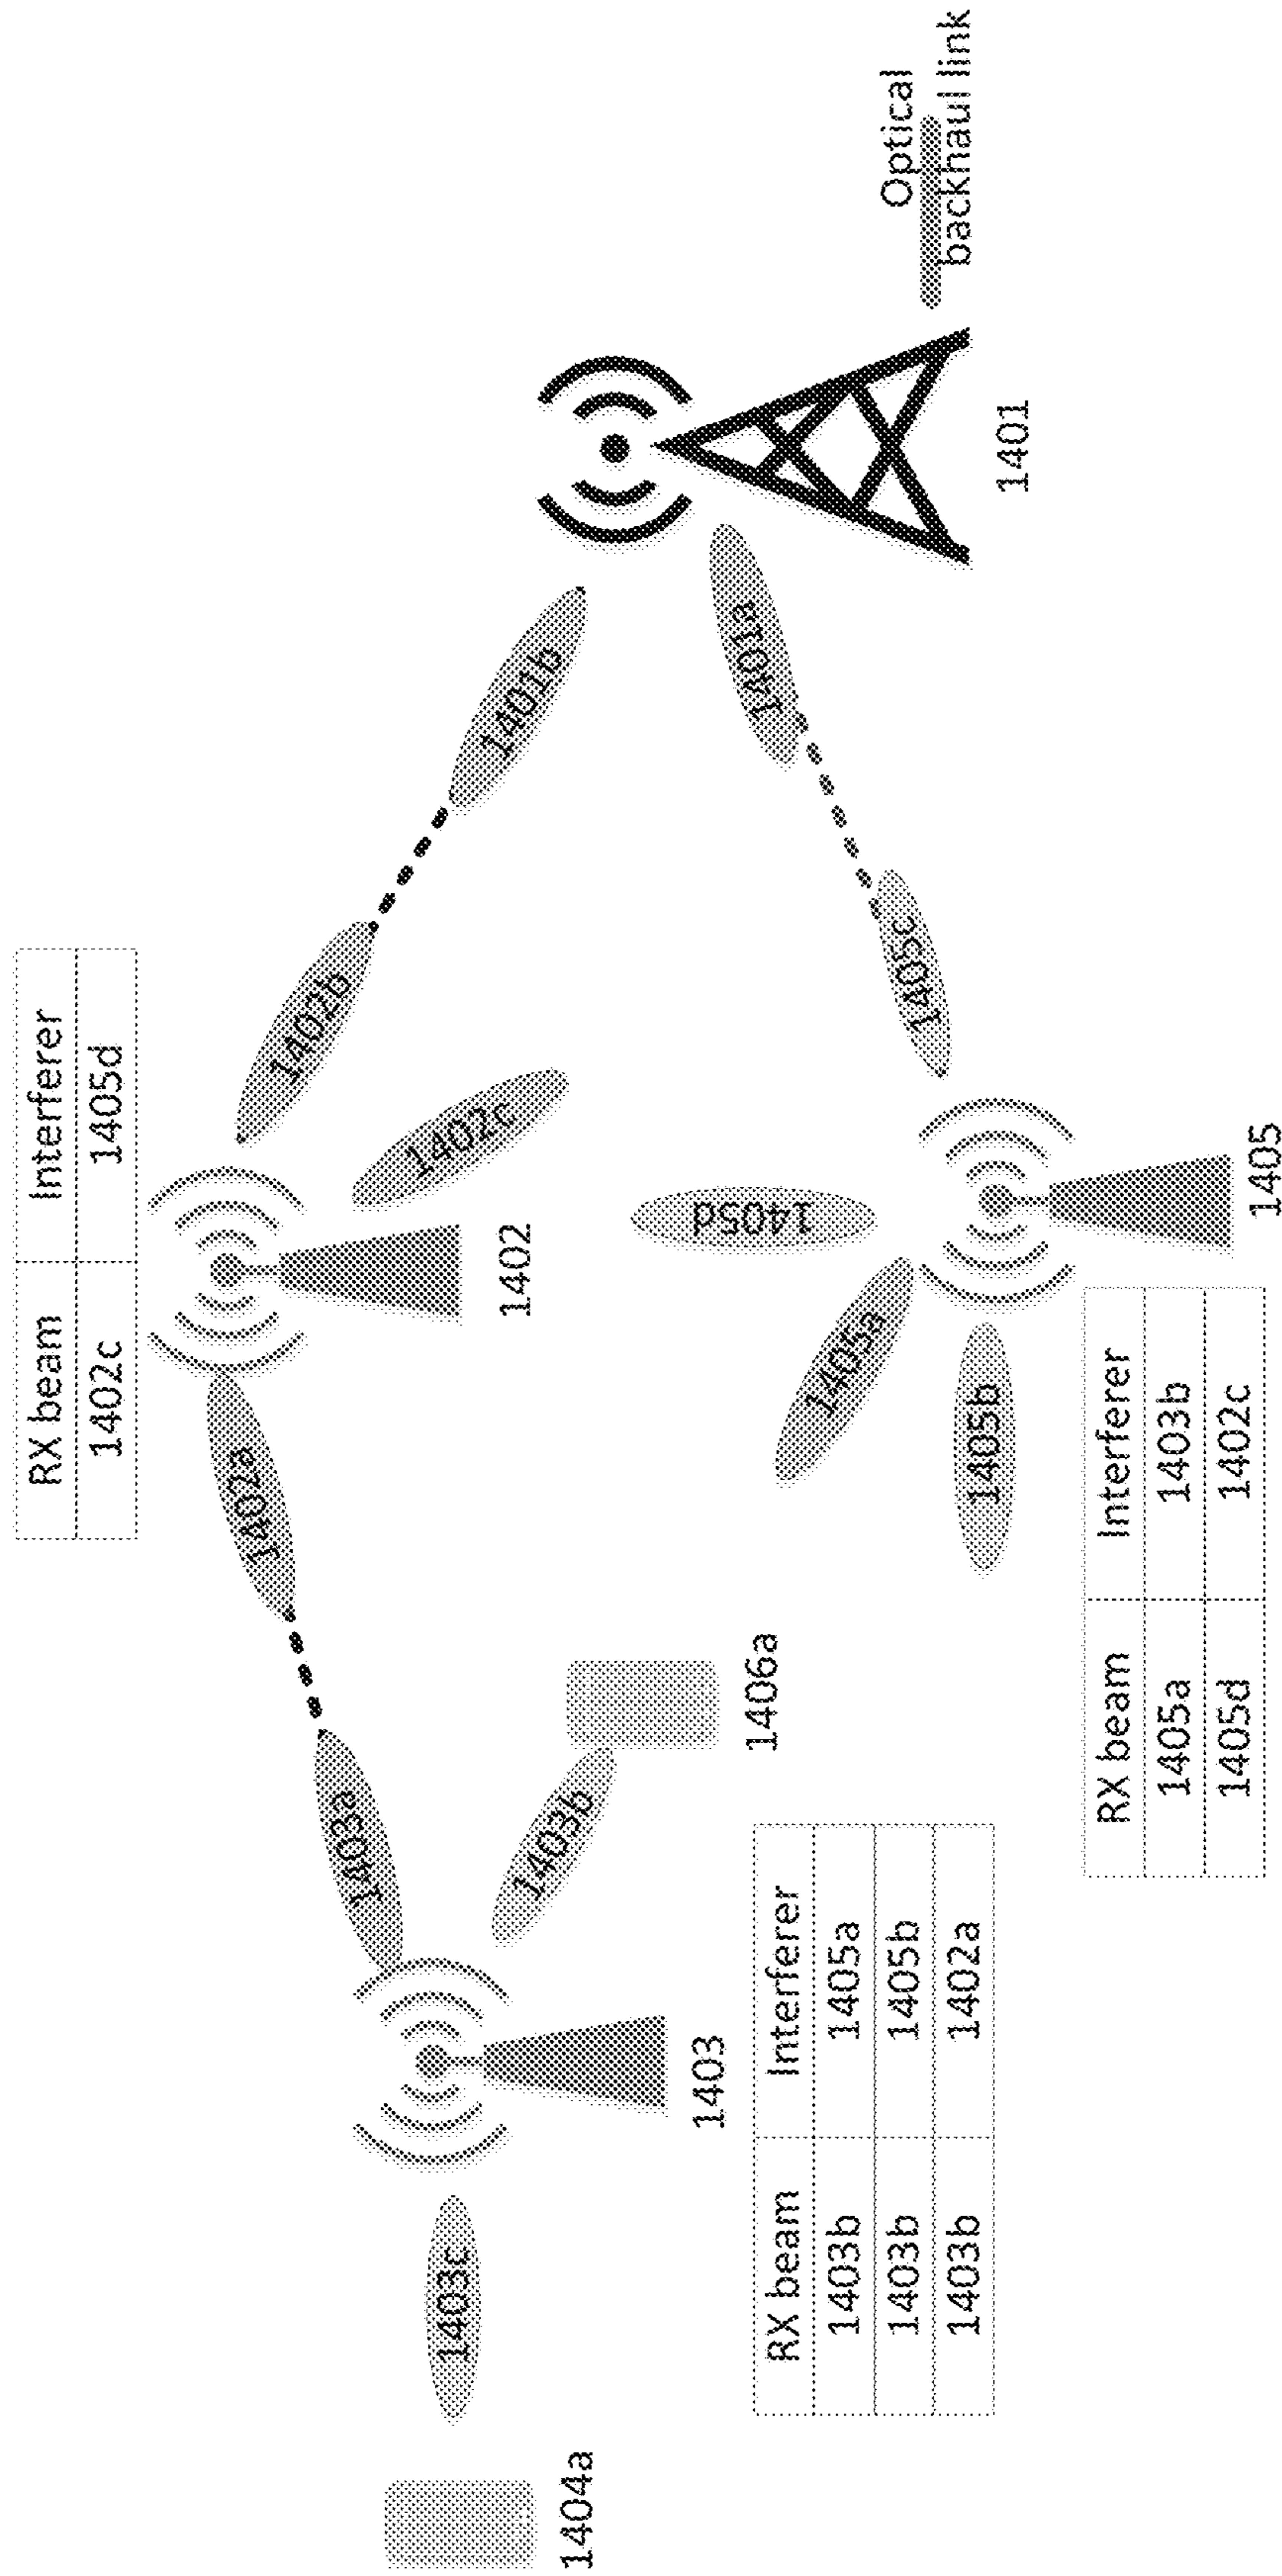 RX beam Interferer
1402c 1405d
1402a
1402b
1401b
1403a
1402c
1402
1403c
1403b
1404a
1403
1406a
1405d
1401a
1405a
1405b
1405c
Optical
backhaul link
1401
RX beam Interferer
1403b 1405a
1403b 1405b
1403b 1402a
RX beam Interferer
1405a 1403b
1405d 1402c
1405